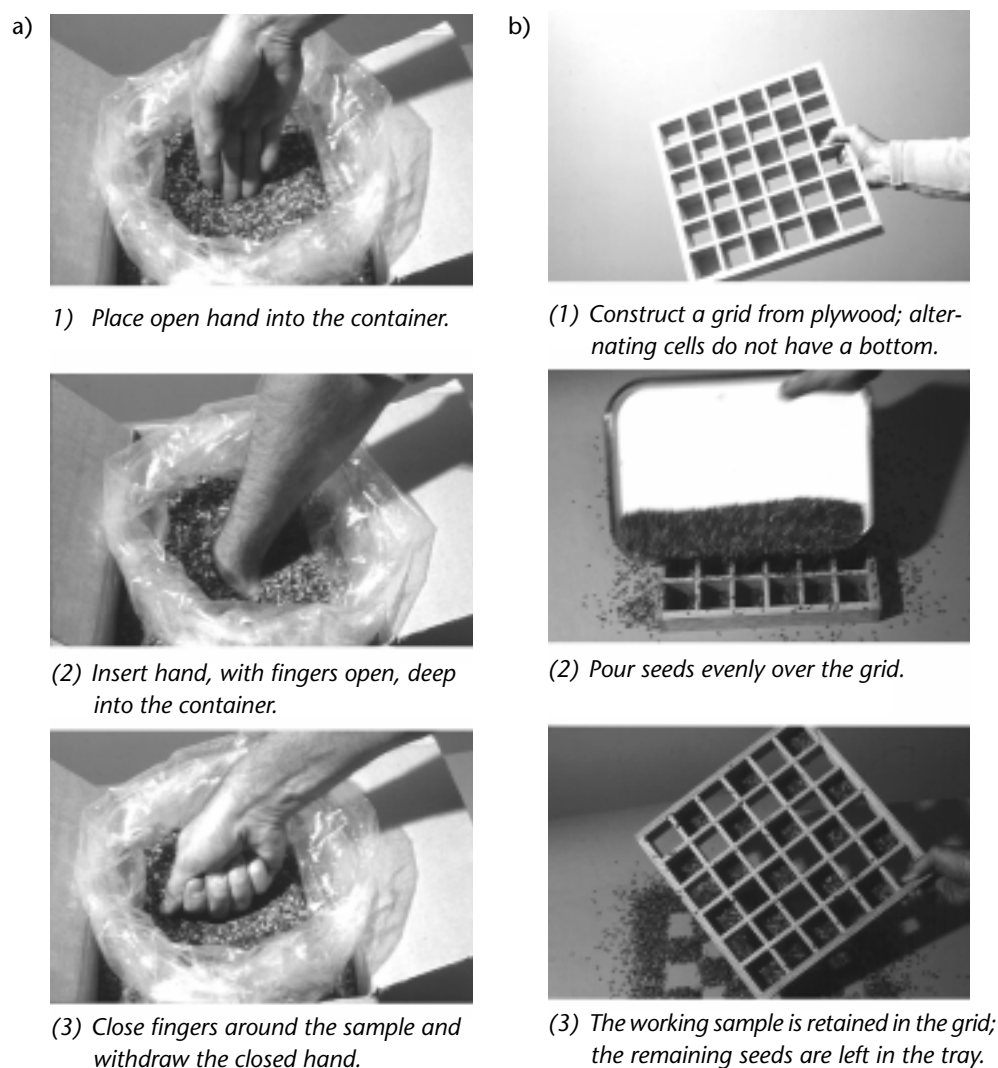 a)
1) Place open hand into the container.
(2) Insert hand, with fingers open, deep
into the container.
(3) Close fingers around the sample and
withdraw the closed hand.
b)
(1) Construct a grid from plywood; alter-
nating cells do not have a bottom.
(2) Pour seeds evenly over the grid.
(3) The working sample is retained in the grid;
the remaining seeds are left in the tray.